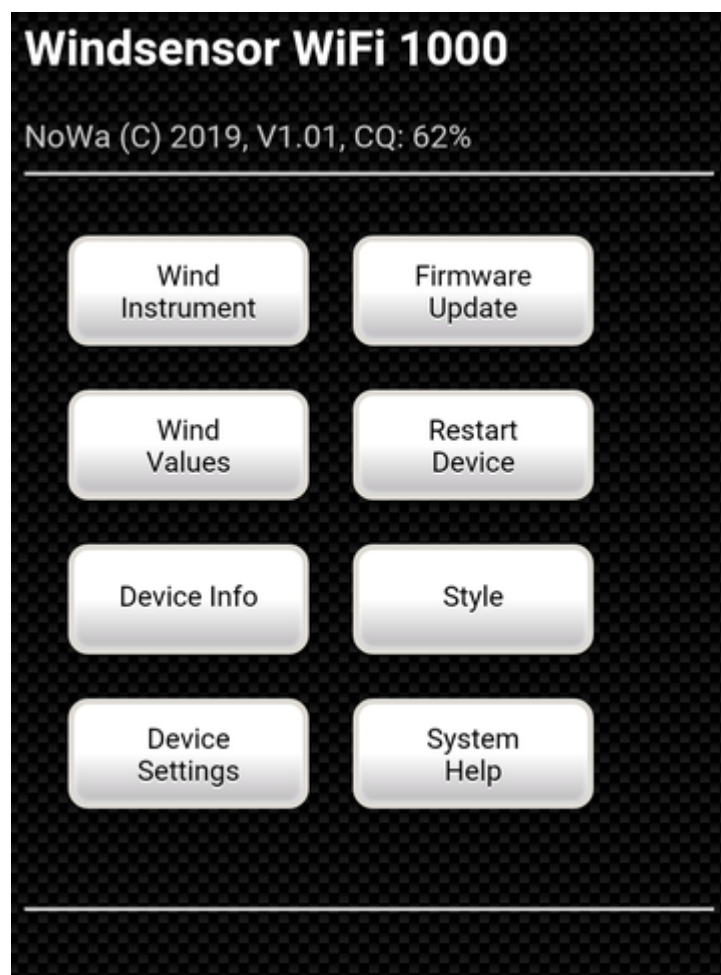 Windsensor WiFi 1000
NoWa (C) 2019, V1.01, CQ: 62%
Wind
Instrument
Firmware
Update
Wind
Values
Restart
Device
Device Info
Style
Device
Settings
System
Help